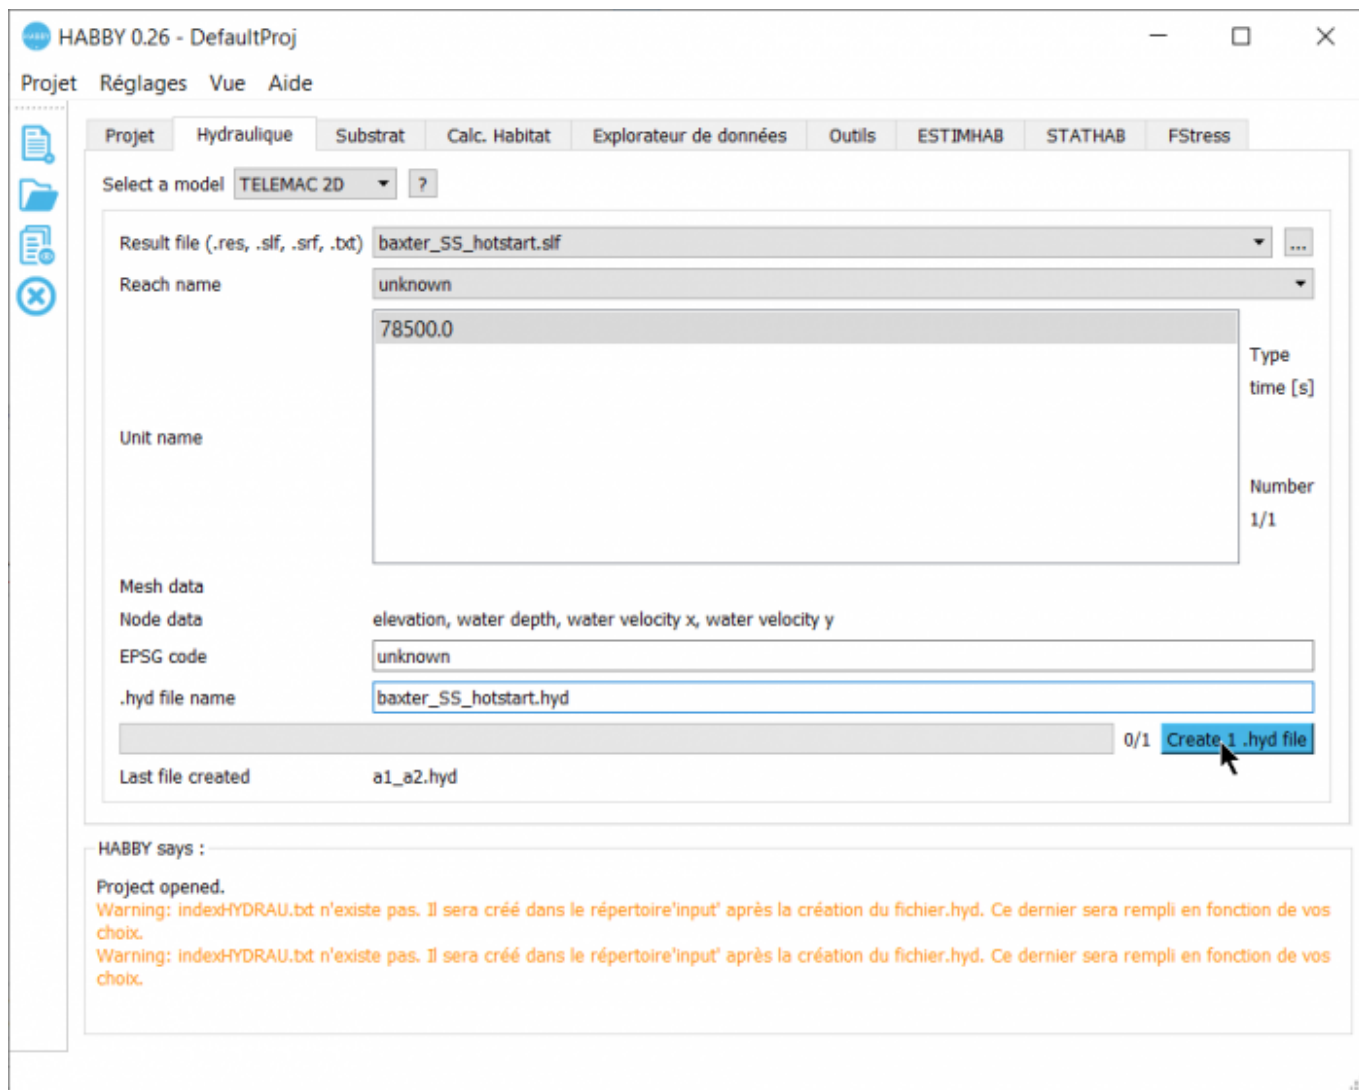 HABBY 0.26 - DefaultProj
Projet Réglages Vue Aide
Projet Hydraulique Substrat Calc. Habitat Explorateur de données Outils ESTIMHAB STATHAB FStress
Select a model TELEMAC 2D ?
Result file (.res, .slf, .srf, .txt) baxter_SS_hotstart.slf ...
Reach name unknown
78500.0
Type
time [s]
Unit name
Number
1/1
Mesh data
Node data elevation, water depth, water velocity x, water velocity y
EPSG code unknown
.hyd file name baxter_SS_hotstart.hyd
0/1 Create 1 .hyd file
Last file created a1_a2.hyd
HABBY says :
Project opened.
Warning: indexHYDRAU.txt n'existe pas. Il sera créé dans le répertoire'input' après la création du fichier.hyd. Ce dernier sera rempli en fonction de vos
choix.
Warning: indexHYDRAU.txt n'existe pas. Il sera créé dans le répertoire'input' après la création du fichier.hyd. Ce dernier sera rempli en fonction de vos
choix.